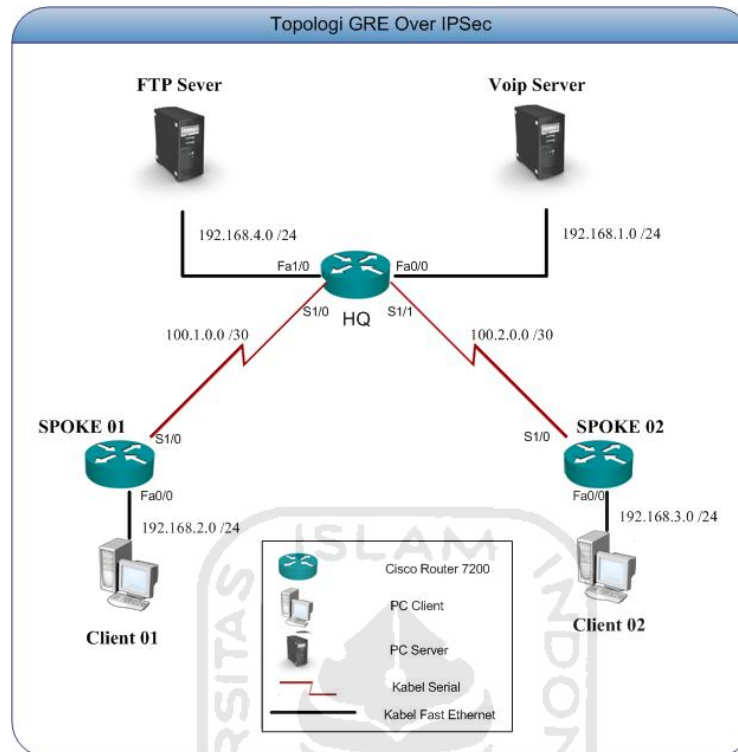 Topologi GRE Over IPSec
FTP Sever
Voip Server
192.168.4.0 /24
192.168.1.0 /24
Fa1/0
Fa0/0
S1/0
S1/1
HQ
100.1.0.0 /30
100.2.0.0 /30
SPOKE 01
SPOKE 02
S1/0
S1/0
Fa0/0
Fa0/0
192.168.2.0 /24
192.168.3.0 /24
Client 01
Client 02
Cisco Router 7200
PC Client
PC Server
Kabel Serial
Kabel Fast Ethernet
ISLAM
RSITAS
INDON